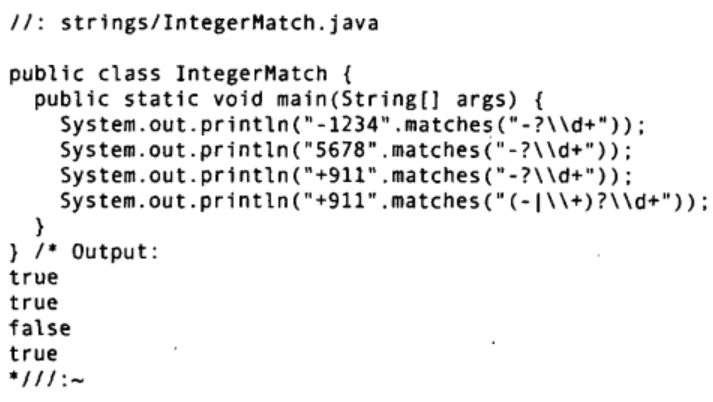 //: strings/IntegerMatch.java
public class IntegerMatch {
  public static void main(String[] args) {
    System.out.println("-1234".matches("-?\\d+"));
    System.out.println("5678".matches("-?\\d+"));
    System.out.println("+911".matches("-?\\d+"));
    System.out.println("+911".matches("(-|\\+)?\\d+"));
  }
} /* Output:
true
true
false
true
*///:~